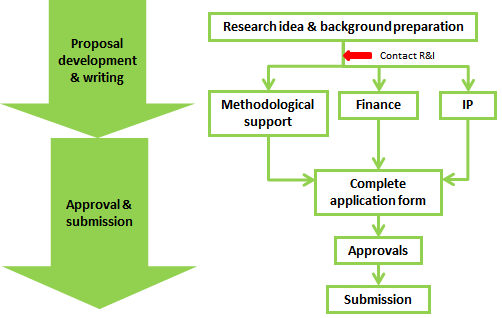 Proposal
development
& writing
Research idea & background preparation
Contact R&I
Methodological
support
Finance
IP
Approval &
submission
Complete
application form
Approvals
Submission